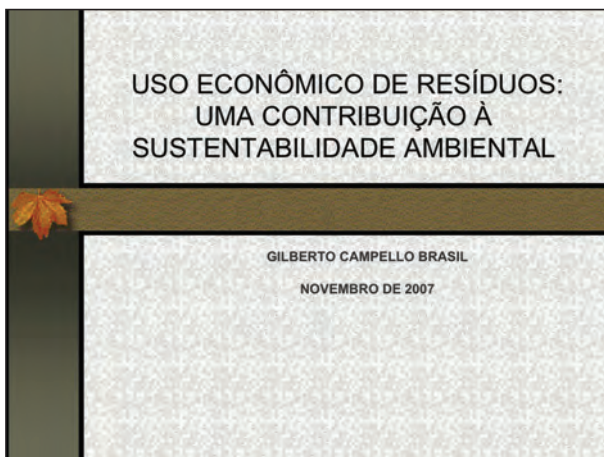 USO ECONÔMICO DE RESÍDUOS:
UMA CONTRIBUIÇÃO À
SUSTENTABILIDADE AMBIENTAL
GILBERTO CAMPELLO BRASIL
NOVEMBRO DE 2007